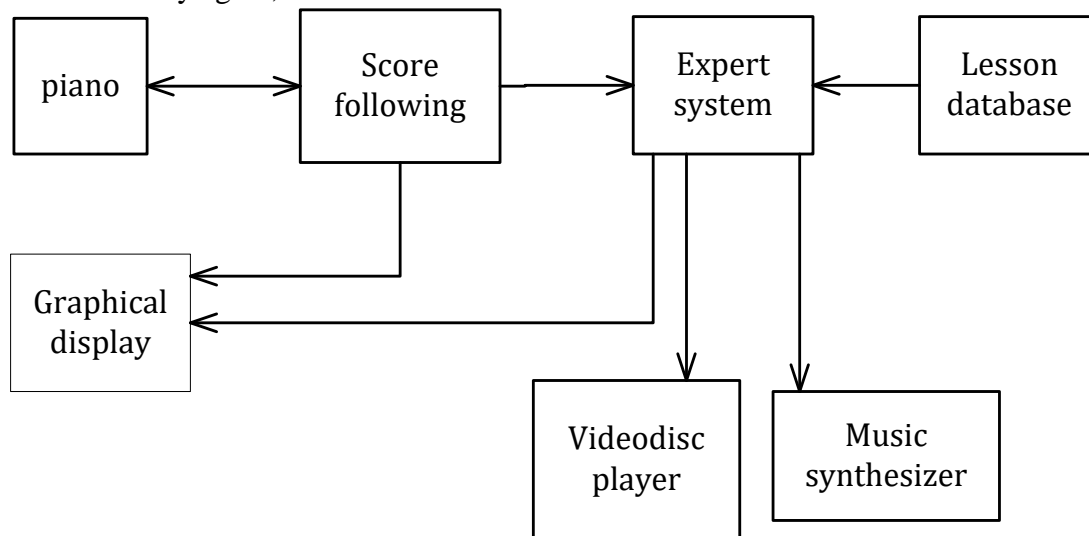 piano
Score
following
Expert
system
Lesson
database
Graphical
display
Videodisc
player
Music
synthesizer